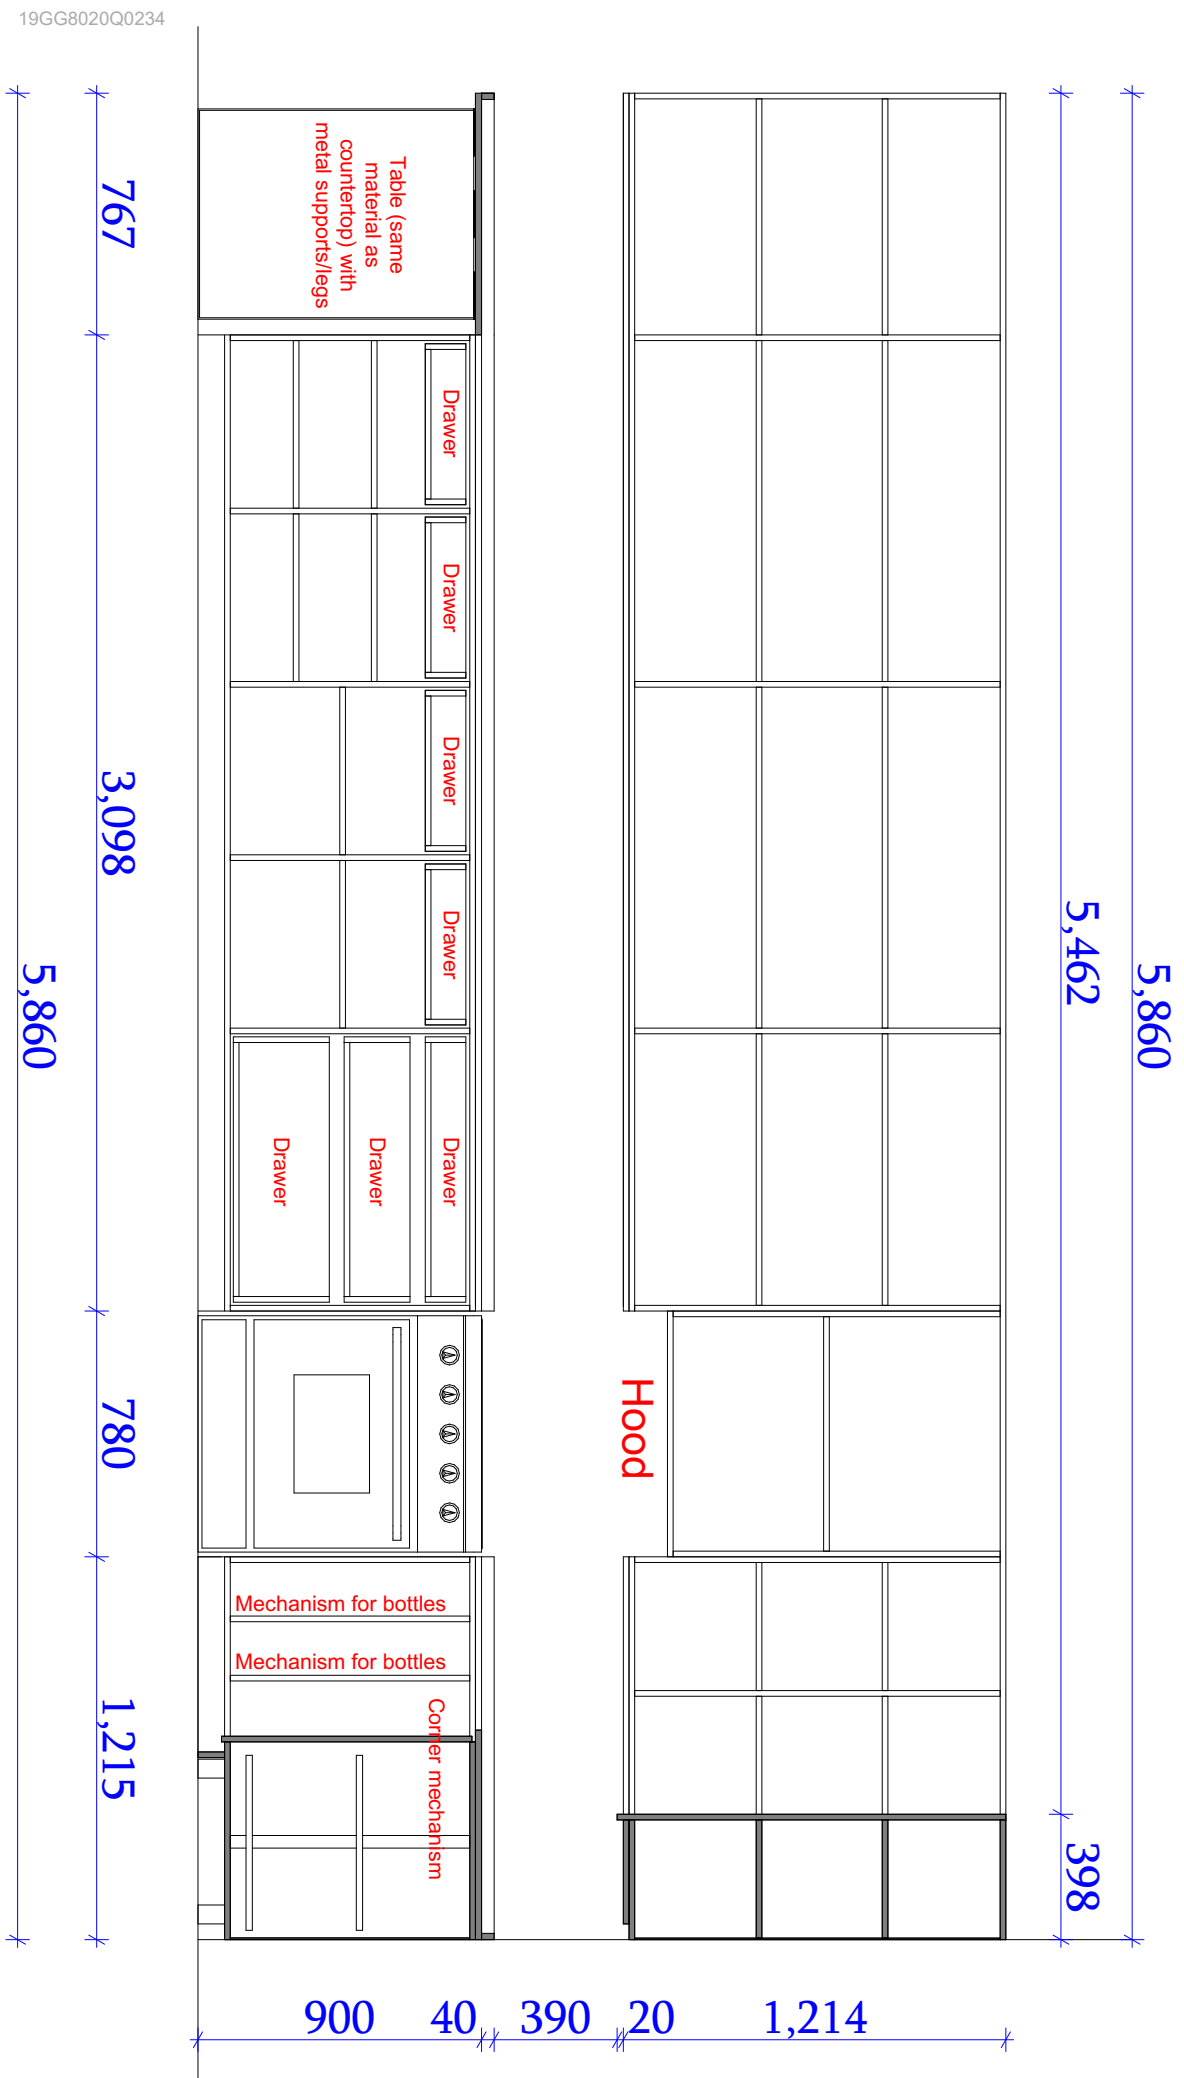 19GG8020Q0234
5,860
5,462
398
Hood
Table (same
material as
countertop) with
metal supports/legs
Drawer
Drawer
Drawer
Drawer
Drawer
Drawer
Drawer
Mechanism for bottles
Mechanism for bottles
Corner mechanism
767
3,098
780
1,215
5,860
900
40
390
20
1,214